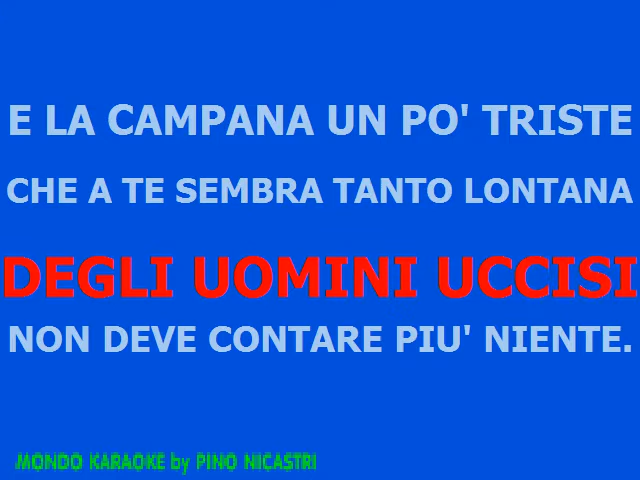 E LA CAMPANA UN PO' TRISTE
CHE A TE SEMBRA TANTO LONTANA
DEGLI UOMINI UCCISI
NON DEVE CONTARE PIU' NIENTE.
MONDO KARAOKE by PINO NICASTRI